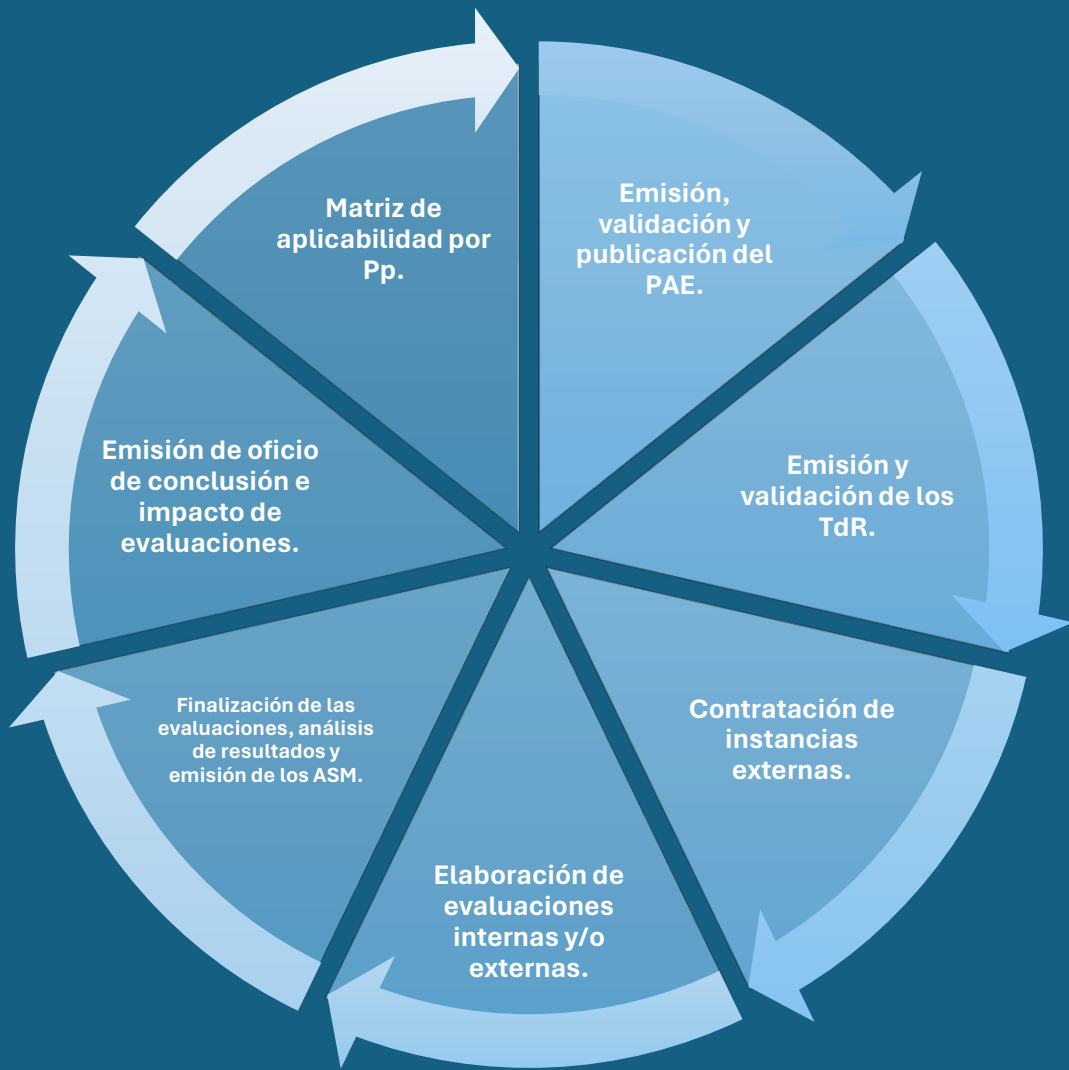 Emisión,
validación y
publicación del
PAE.
Emisión y
validación de los
TdR.
Contratación de
instancias
externas.
Elaboración de
evaluaciones
internas y/o
externas.
Finalización de las
evaluaciones, análisis
de resultados y
emisión de los ASM.
Emisión de oficio
de conclusión e
impacto de
evaluaciones.
Matriz de
aplicabilidad por
Pp.